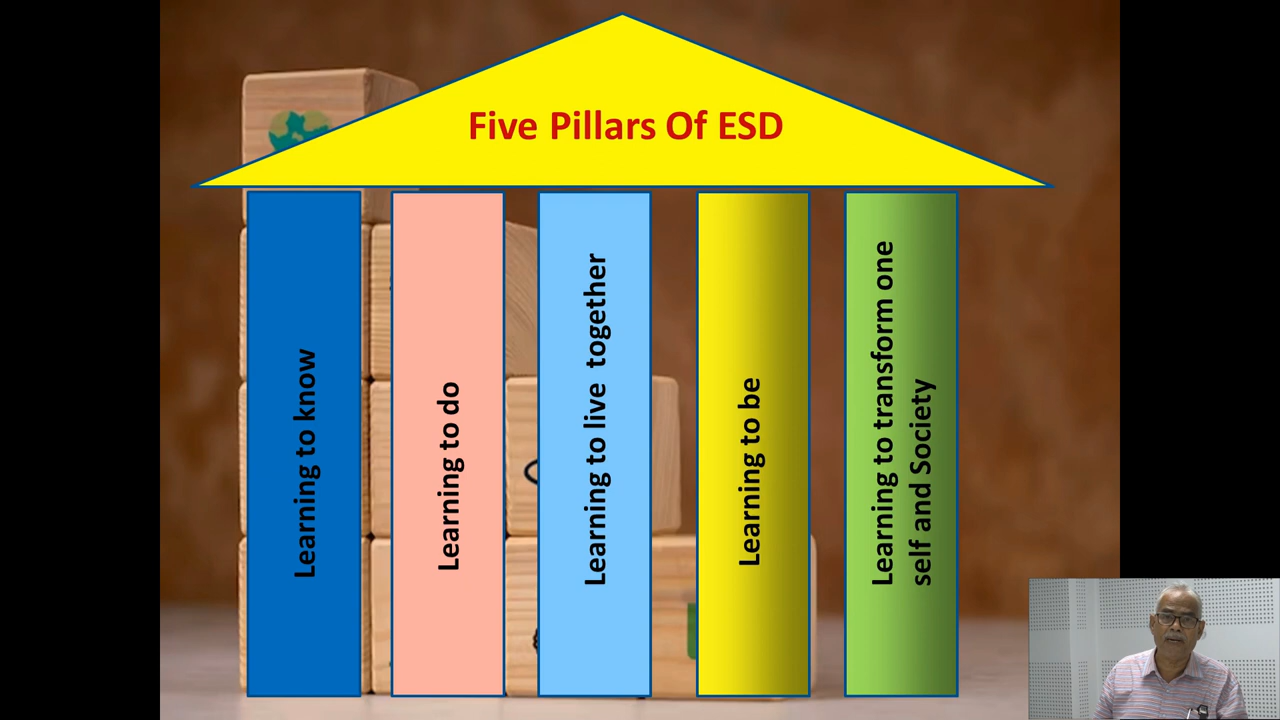 Five Pillars Of ESD
Learning to know
Learning to do
Learning to live together
Learning to be
Learning to transform one
self and Society